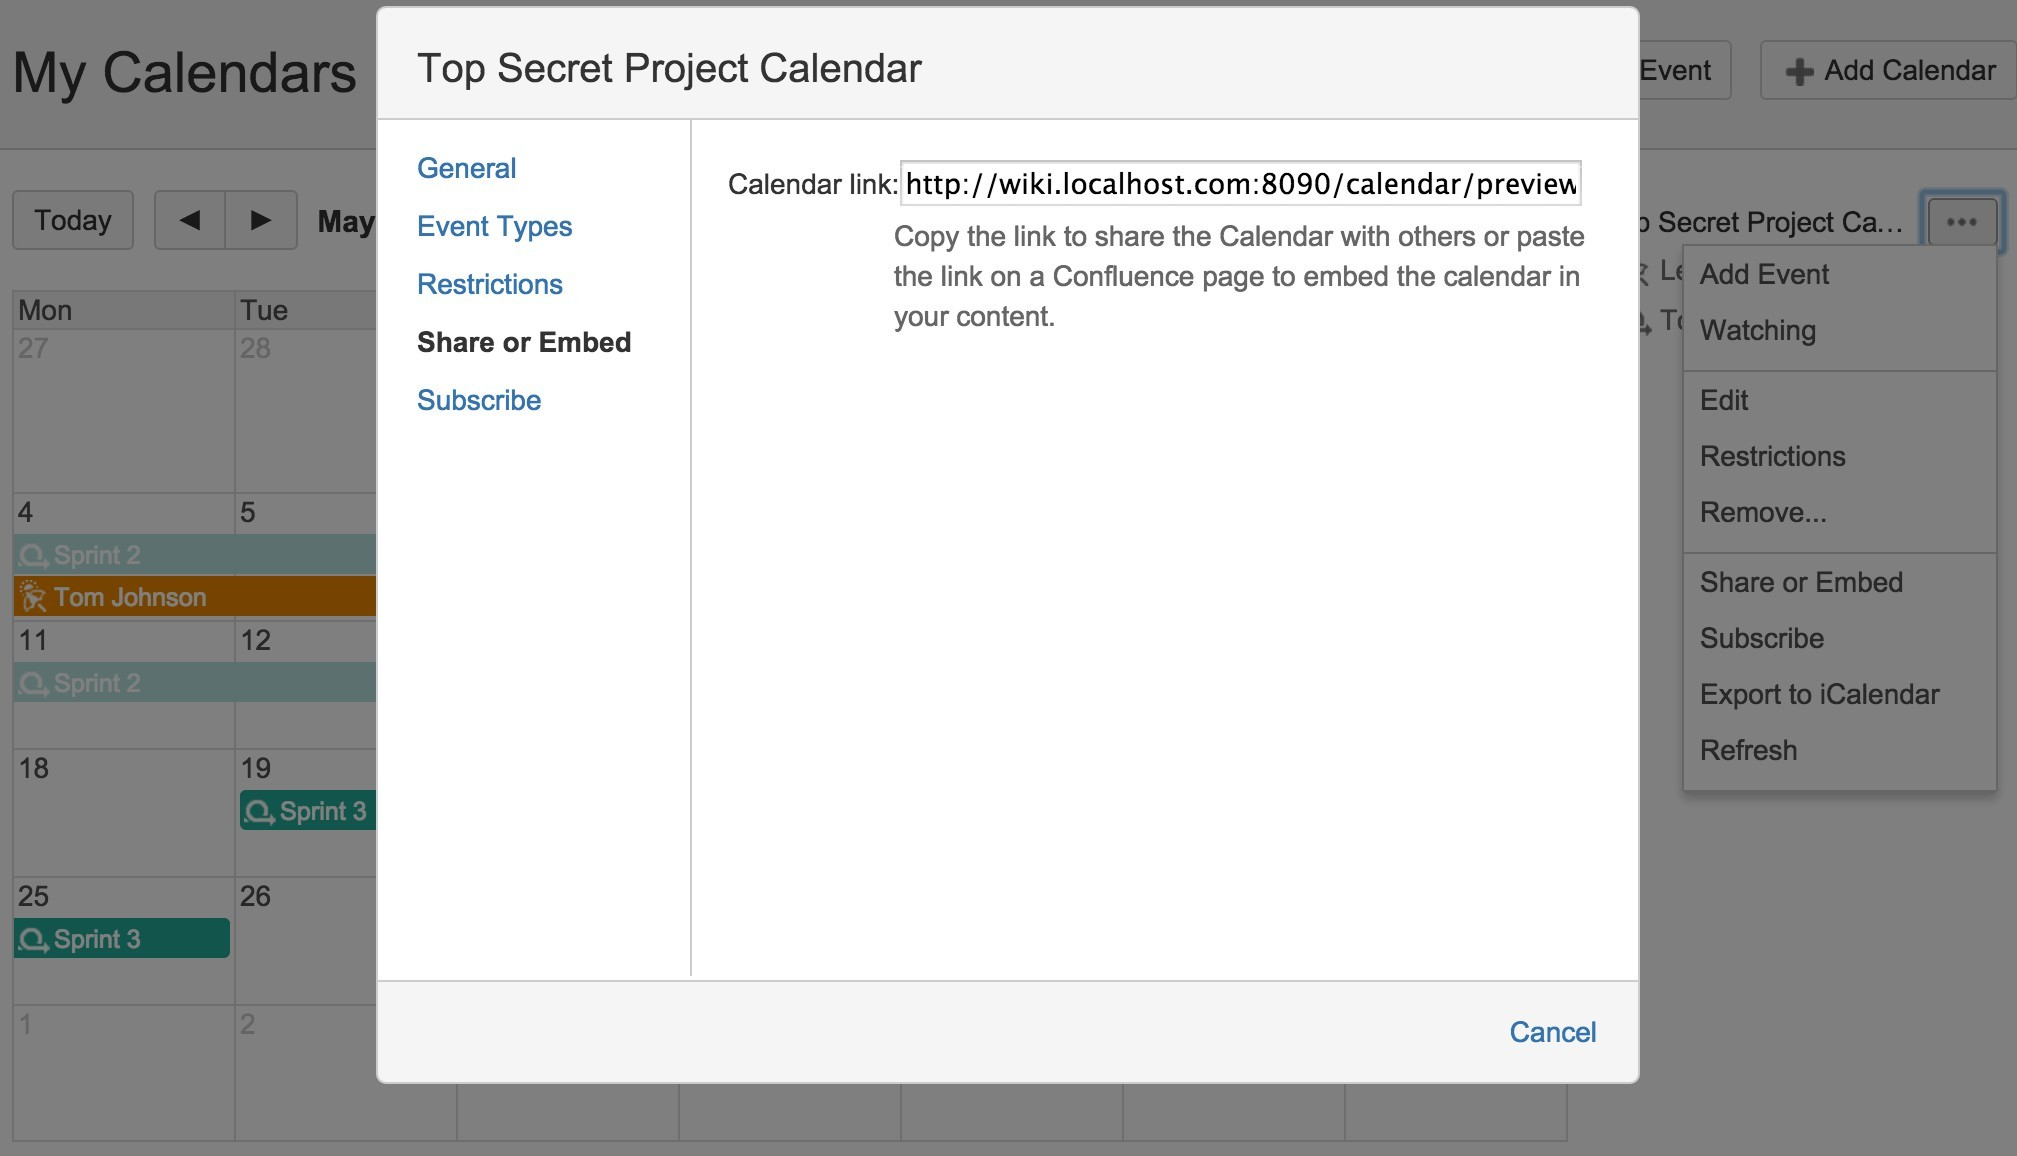 My Calendars
Event
Add Calendar
Top Secret Project Calendar
General
Event Types
Restrictions
Share or Embed
Subscribe
Calendar link: http://wiki.localhost.com:8090/calendar/preview
Copy the link to share the Calendar with others or paste
the link on a Confluence page to embed the calendar in
your content.
Cancel
Today
May
Mon Tue
27 28
4 5
Sprint 2
Tom Johnson
11 12
Sprint 2
18 19
Sprint 3
25 26
Sprint 3
1 2
p Secret Project Ca...
Le
To
Add Event
Watching
Edit
Restrictions
Remove...
Share or Embed
Subscribe
Export to iCalendar
Refresh